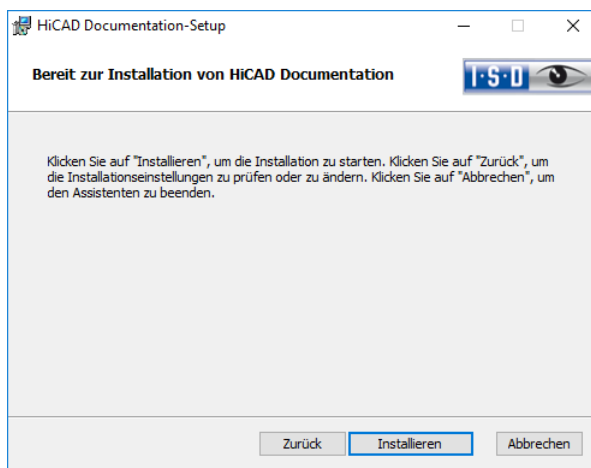 HiCAD Documentation-Setup
Bereit zur Installation von HiCAD Documentation
I·S·D
Klicken Sie auf "Installieren", um die Installation zu starten. Klicken Sie auf "Zurück", um
die Installationseinstellungen zu prüfen oder zu ändern. Klicken Sie auf "Abbrechen", um
den Assistenten zu beenden.
Zurück
Installieren
Abbrechen